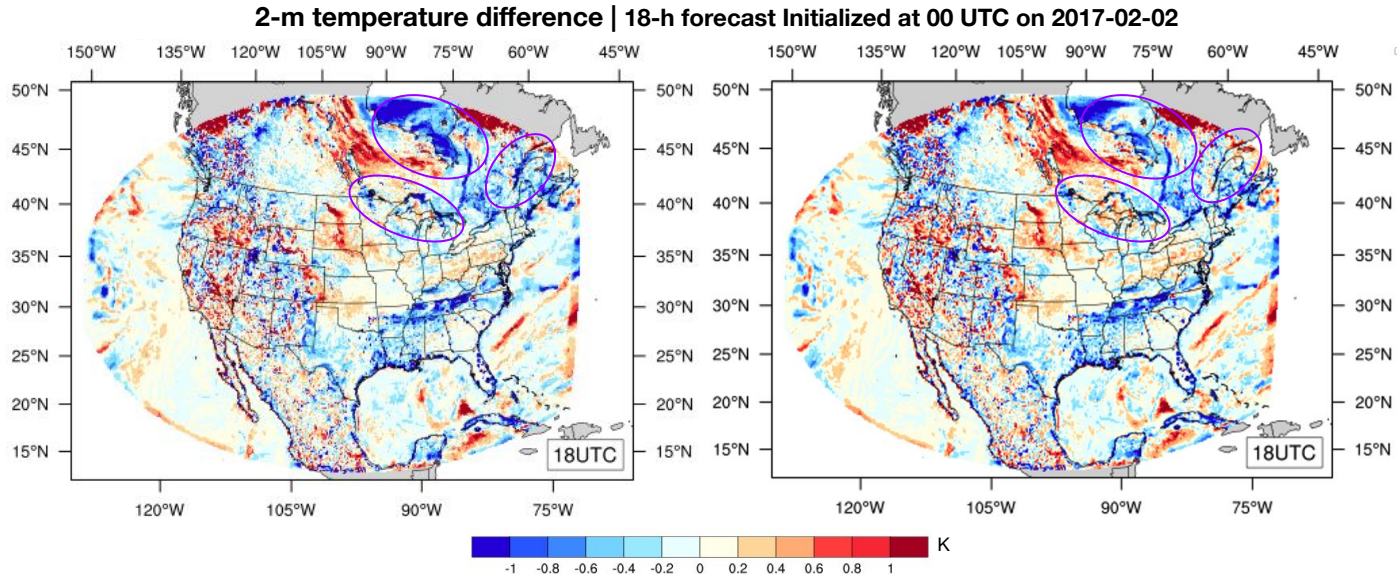 2-m temperature difference | 18-h forecast Initialized at 00 UTC on 2017-02-02
150°W 135°W 120°W 105°W 90°W 75°W 60°W 45°W
150°W 135°W 120°W 105°W 90°W 75°W 60°W 45°W
50°N 50°N 50°N 50°N
45°N 45°N 45°N 45°N
40°N 40°N 40°N 40°N
35°N 35°N 35°N 35°N
30°N 30°N 30°N 30°N
25°N 25°N 25°N 25°N
20°N 20°N 20°N 20°N
15°N 15°N 15°N 15°N
18UTC 18UTC
120°W 105°W 90°W 75°W
120°W 105°W 90°W 75°W
K
-1 -0.8 -0.6 -0.4 -0.2 0 0.2 0.4 0.6 0.8 1